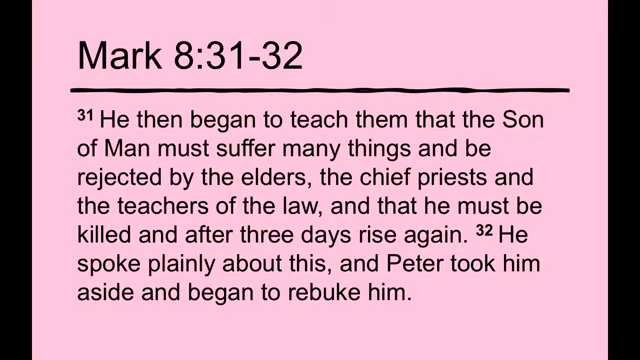 Mark 8:31-32
31 He then began to teach them that the Son
of Man must suffer many things and be
rejected by the elders, the chief priests and
the teachers of the law, and that he must be
killed and after three days rise again. 32 He
spoke plainly about this, and Peter took him
aside and began to rebuke him.